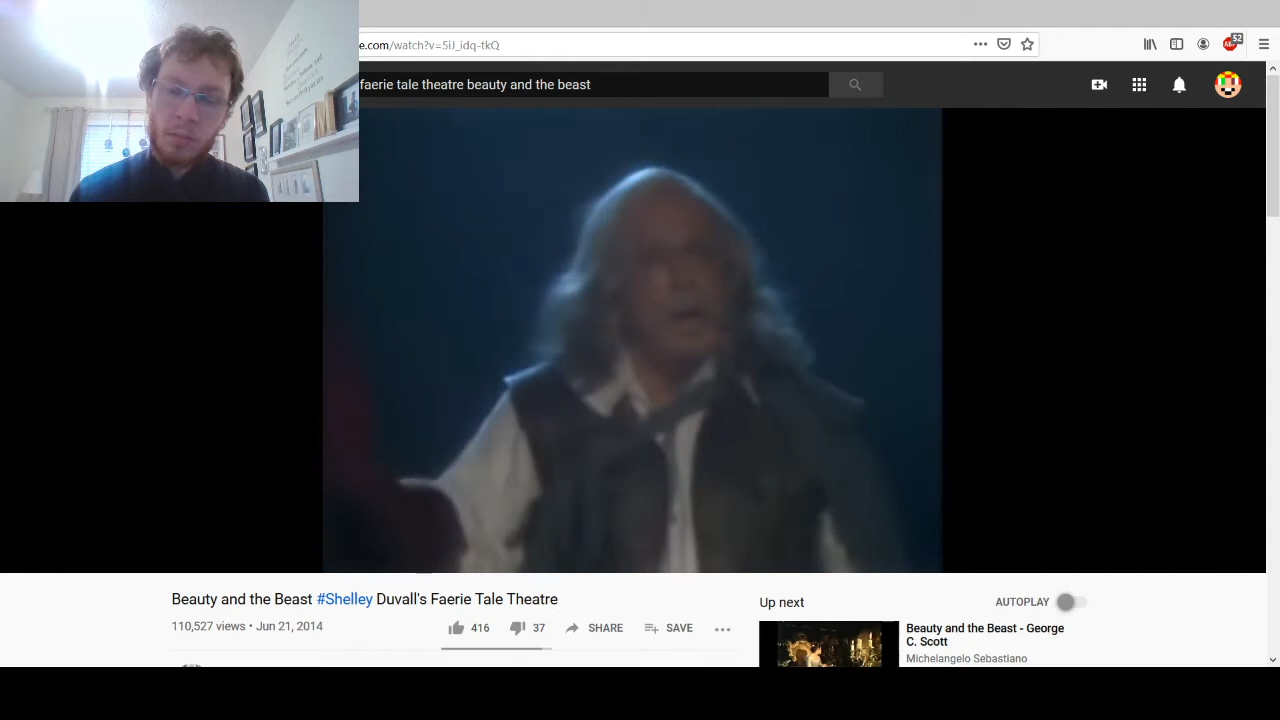 e.com/watch?v=5iJ_idq-tkQ
52
faerie tale theatre beauty and the beast
Beauty and the Beast #Shelley Duvall's Faerie Tale Theatre
110,527 views • Jun 21, 2014
416
37
SHARE
SAVE
Up next
AUTOPLAY
Beauty and the Beast - George
C. Scott
Michelangelo Sebastiano